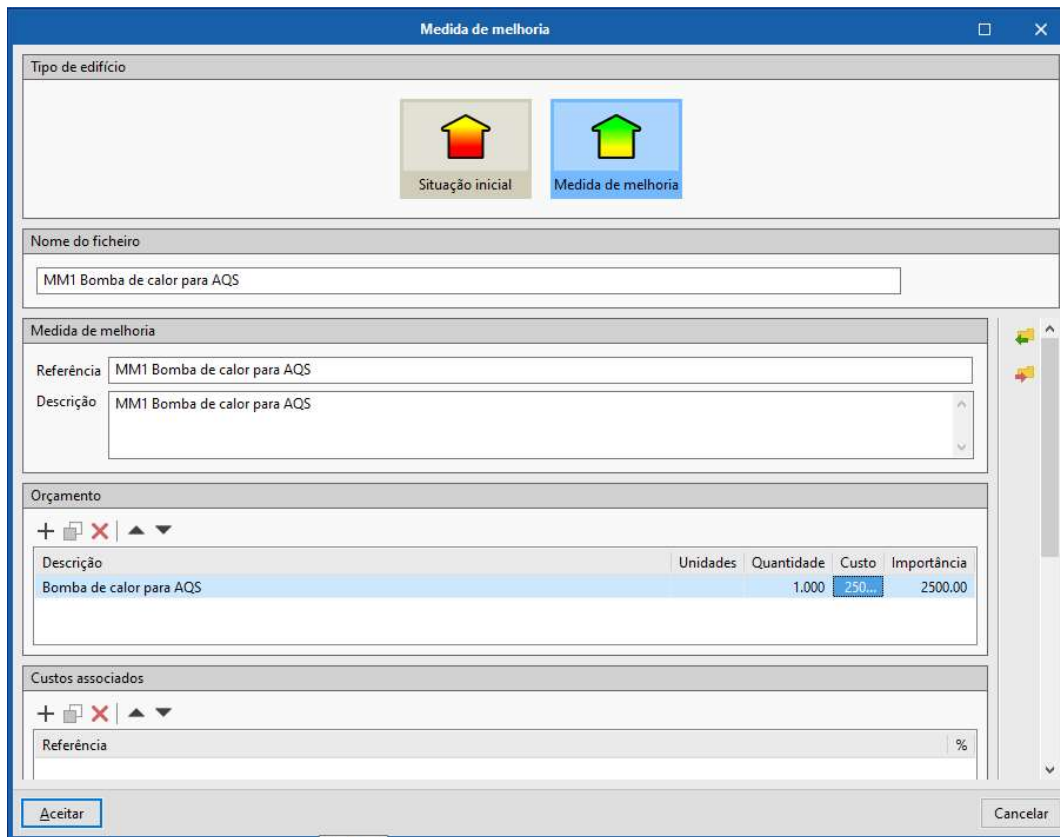 Medida de melhoria
Tipo de edifício
Situação inicial Medida de melhoria
Nome do ficheiro
MM1 Bomba de calor para AQS
Medida de melhoria
Referência MM1 Bomba de calor para AQS
Descrição MM1 Bomba de calor para AQS
Orçamento
Descrição Unidades Quantidade Custo Importância
Bomba de calor para AQS 1.000 250... 2500.00
Custos associados
Referência %
Aceitar Cancelar